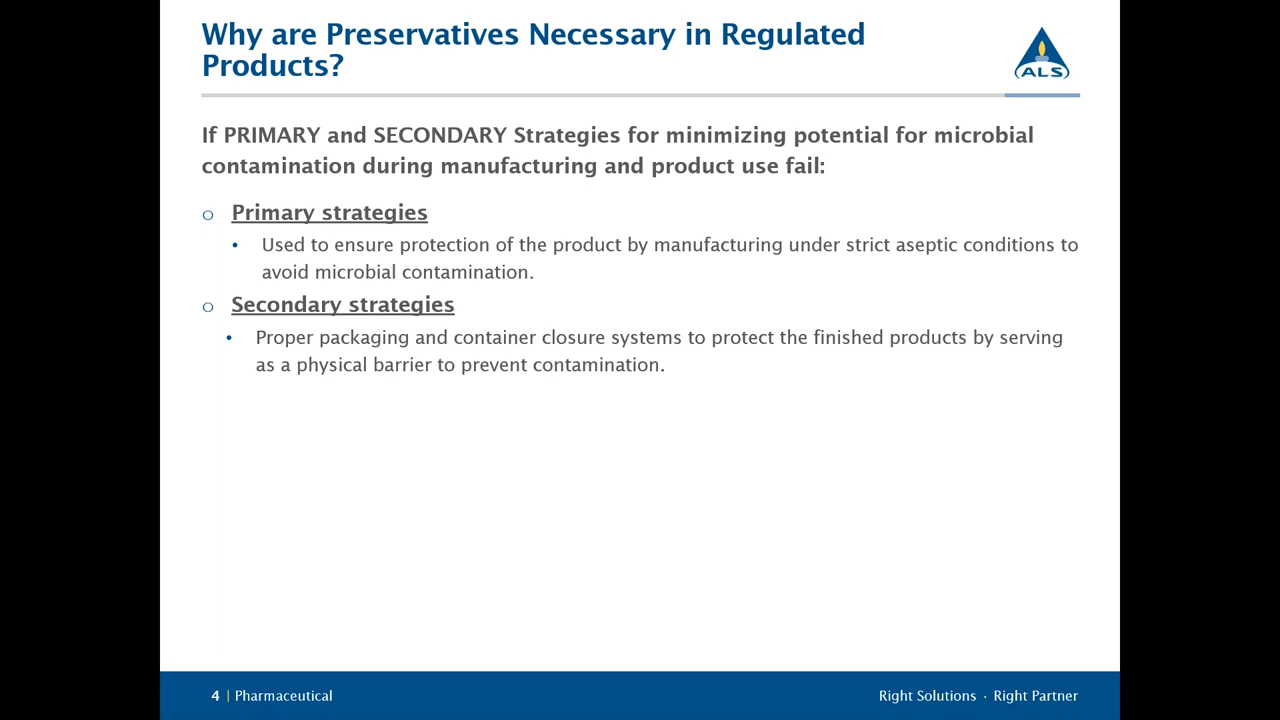 Why are Preservatives Necessary in Regulated
Products?
ALS
If PRIMARY and SECONDARY Strategies for minimizing potential for microbial
contamination during manufacturing and product use fail:
o Primary strategies
• Used to ensure protection of the product by manufacturing under strict aseptic conditions to
avoid microbial contamination.
o Secondary strategies
• Proper packaging and container closure systems to protect the finished products by serving
as a physical barrier to prevent contamination.
4 | Pharmaceutical
Right Solutions · Right Partner